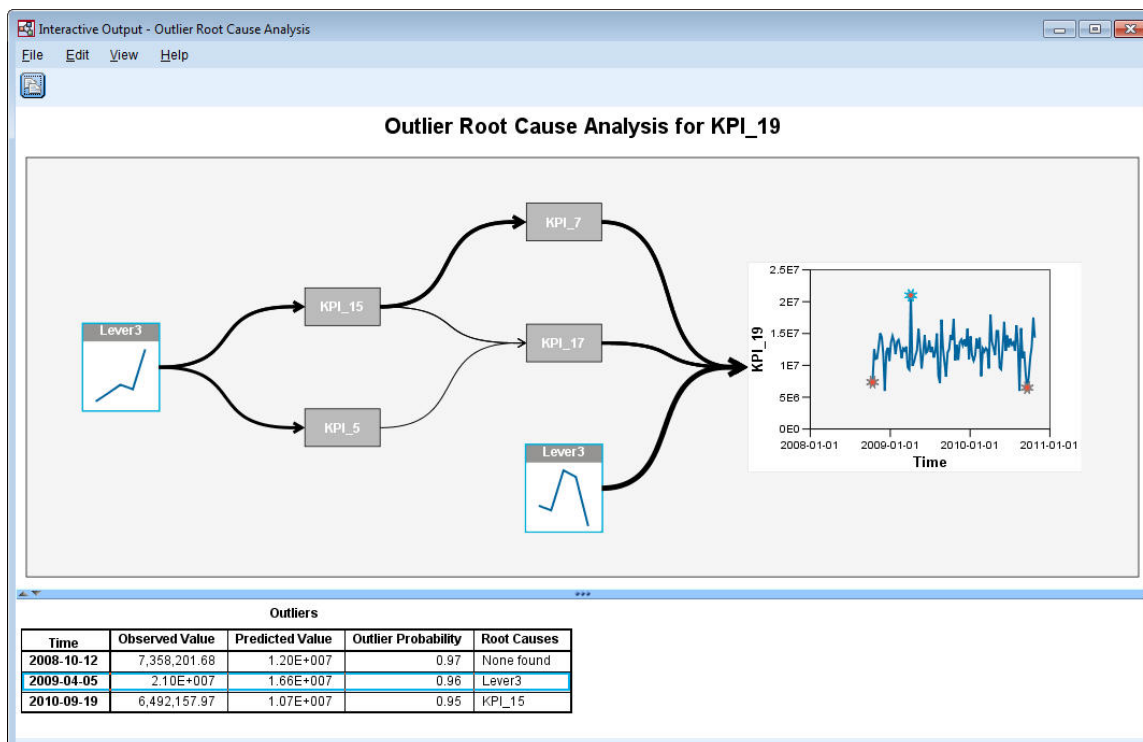 Interactive Output - Outlier Root Cause Analysis
File Edit View Help
Outlier Root Cause Analysis for KPI_19
KPI_7
KPI_15
Lever3
KPI_17
KPI_5
Lever3
2.5E7
2E7
1.5E7
1E7
5E6
0E0
KPI_19
2008-01-01 2009-01-01 2010-01-01 2011-01-01
Time
Outliers
Time Observed Value Predicted Value Outlier Probability Root Causes
2008-10-12 7,358,201.68 1.20E+007 0.97 None found
2009-04-05 2.10E+007 1.66E+007 0.96 Lever3
2010-09-19 6,492,157.97 1.07E+007 0.95 KPI_15